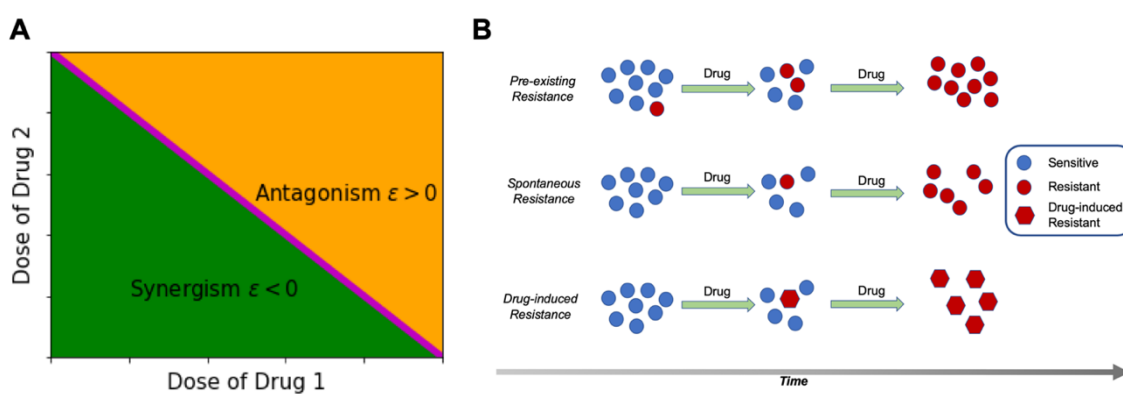 A
Dose of Drug 2
Antagonism ε > 0
Synergism ε < 0
Dose of Drug 1
B
Pre-existing
Resistance
Drug
Drug
Spontaneous
Resistance
Drug
Drug
Drug-induced
Resistance
Drug
Drug
Sensitive
Resistant
Drug-induced
Resistant
Time